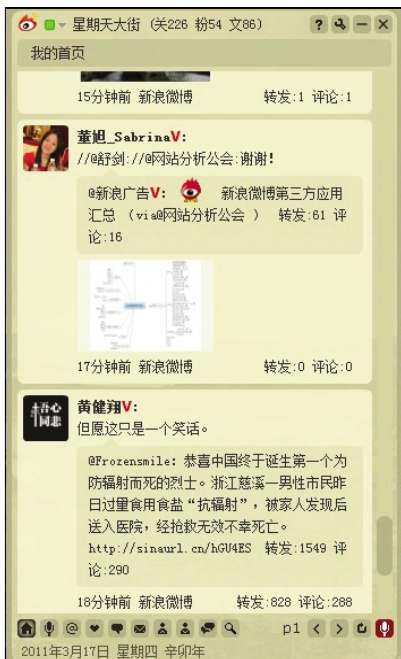 星期天大街 (关226 粉54 文86)
我的首页
15分钟前 新浪微博 转发:1 评论:1
董旭_SabrinaV:
//@舒剑://@网站分析公会:谢谢!
@新浪广告V: 新浪微博第三方应用
汇总 (via@网站分析公会 ) 转发:61 评
论:16
17分钟前 新浪微博 转发:0 评论:0
黄健翔V:
但愿这只是一个笑话。
@Frozensmile: 恭喜中国终于诞生第一个为
防辐射而死的烈士。浙江慈溪一男性市民昨
日过量食用食盐“抗辐射”，被家人发现后
送入医院，经抢救无效不幸死亡。
http://sinaurl.cn/hGU4ES 转发:1549 评
论:290
18分钟前 新浪微博 转发:828 评论:288
p1
2011年3月17日 星期四 辛卯年